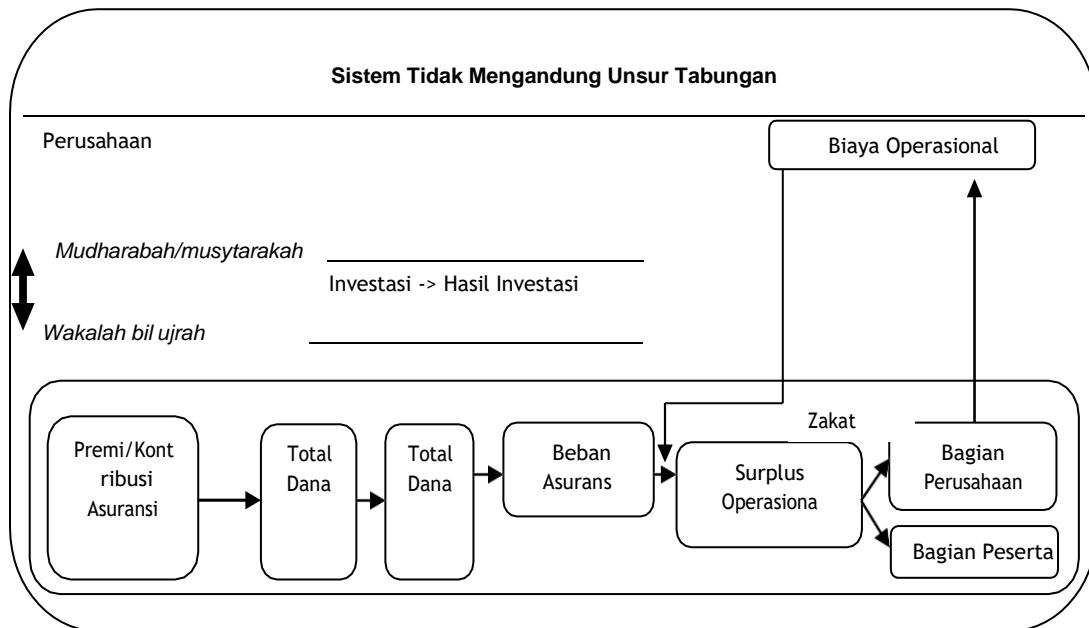 Sistem Tidak Mengandung Unsur Tabungan
Perusahaan
Biaya Operasional
Mudharabah/musytarakah
Investasi -> Hasil Investasi
Wakalah bil ujrah
Premi/Kont
ribusi
Asuransi
Total
Dana
Total
Dana
Beban
Asurans
Zakat
Surplus
Operasiona
Bagian
Perusahaan
Bagian Peserta